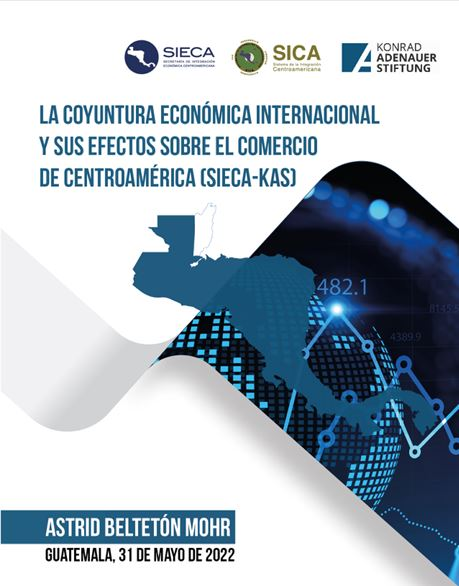 SIECA
SECRETARÍA DE INTEGRACIÓN
ECONÓMICA CENTROAMERICANA
SICA
Sistema de la Integración
Centroamericana
KONRAD
ADENAUER
STIFTUNG
LA COYUNTURA ECONÓMICA INTERNACIONAL
Y SUS EFECTOS SOBRE EL COMERCIO
DE CENTROAMÉRICA (SIECA-KAS)
482.1
8145.3
4389.9
ASTRID BELTETÓN MOHR
GUATEMALA, 31 DE MAYO DE 2022